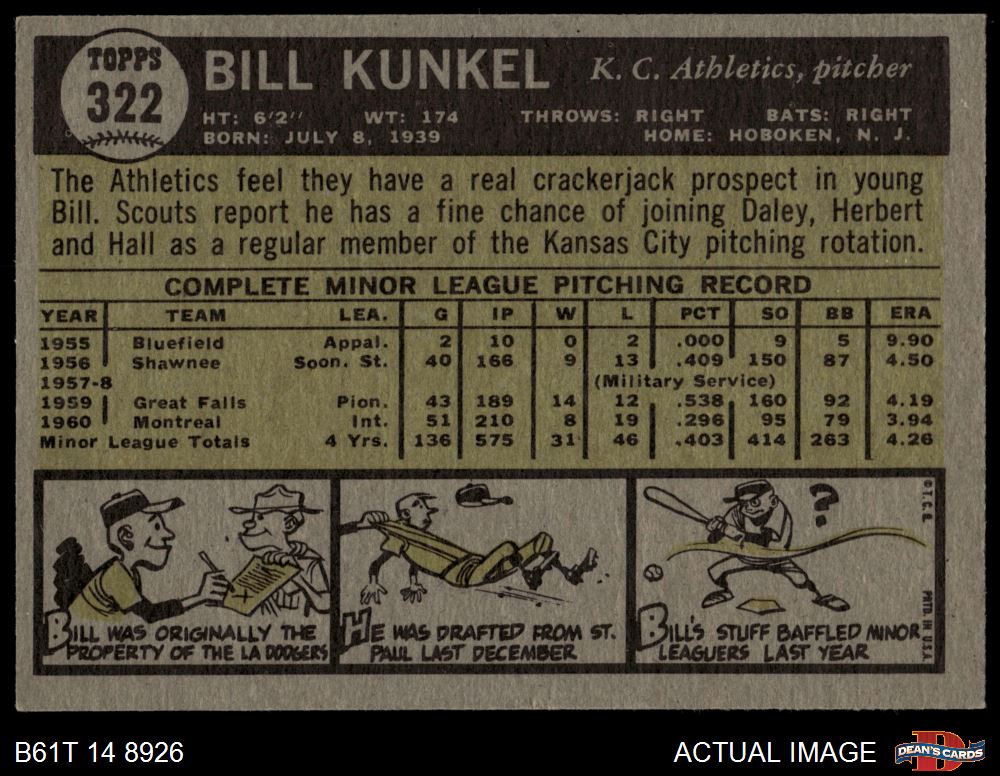 TOPPS
322
BILL KUNKEL K. C. Athletics, pitcher
HT: 6'2" WT: 174 THROWS: RIGHT BATS: RIGHT
BORN: JULY 8, 1939 HOME: HOBOKEN, N. J.
The Athletics feel they have a real crackerjack prospect in young
Bill. Scouts report he has a fine chance of joining Daley, Herbert
and Hall as a regular member of the Kansas City pitching rotation.
COMPLETE MINOR LEAGUE PITCHING RECORD
YEAR TEAM LEA. G IP W L PCT SO BB ERA
1955 Bluefield Appal. 2 10 0 2 .000 9 5 9.90
1956 Shawnee Soon. St. 40 166 9 13 .409 150 87 4.50
1957-8 (Military Service)
1959 Great Falls Pion. 43 189 14 12 .538 160 92 4.19
1960 Montreal Int. 51 210 8 19 .296 95 79 3.94
Minor League Totals 4 Yrs. 136 575 31 46 .403 414 263 4.26
BILL WAS ORIGINALLY THE
PROPERTY OF THE LA DODGERS
HE WAS DRAFTED FROM ST.
PAUL LAST DECEMBER
?
BILL'S STUFF BAFFLED MINOR
LEAGUERS LAST YEAR
© T.C.G. PRTD. IN U.S.A.
B61T 14 8926
ACTUAL IMAGE
DEAN'S CARDS